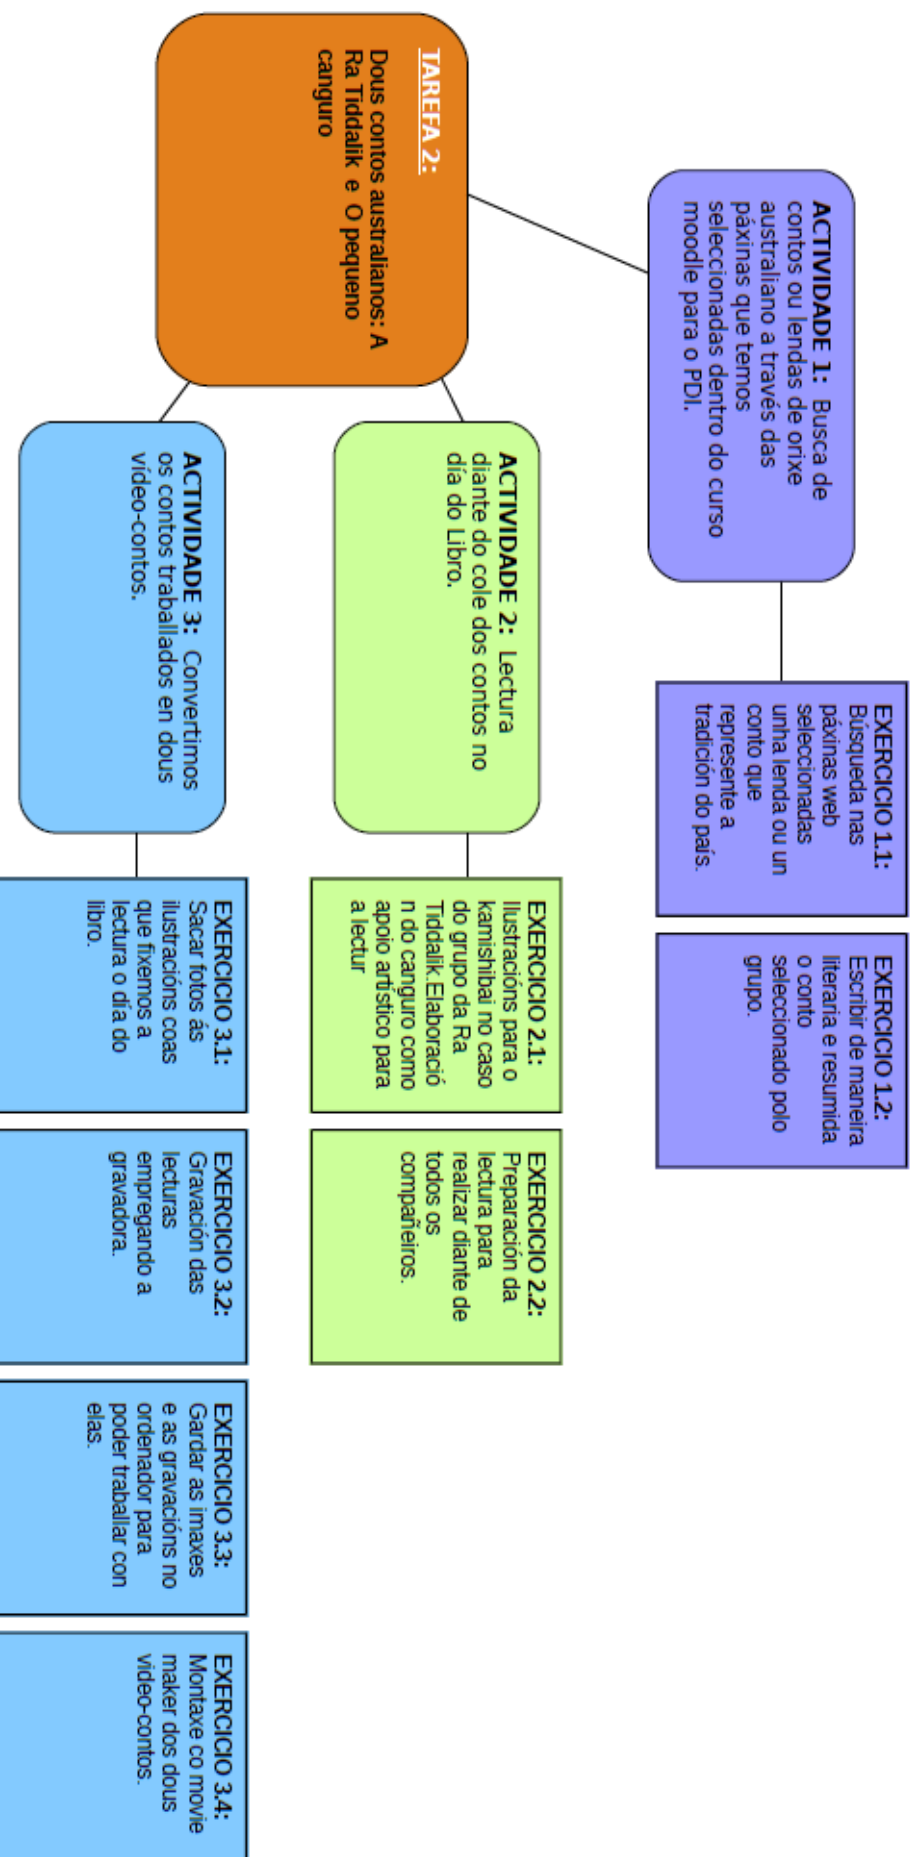 TAREFA 2:
Dous contos australianos: A
Ra Tiddalik e O pequeno
canguro
ACTIVIDADE 1: Busca de
contos ou lendas de orixe
australiano a través das
páxinas que temos
seleccionadas dentro do curso
moodle para o PDI.
EXERCICIO 1.1:
Búsqueda nas
páxinas web
seleccionadas
unha lenda ou un
conto que
represente a
tradición do país.
EXERCICIO 1.2:
Escribir de maneira
literaria e resumida
o conto
seleccionado polo
grupo.
ACTIVIDADE 2: Lectura
diante do cole dos contos no
día do Libro.
EXERCICIO 2.1:
Ilustracións para o
kamishibai no caso
do grupo da Ra
Tiddalik.Elaboració
n do canguro como
apoio artístico para
a lectur
EXERCICIO 2.2:
Preparación da
lectura para
realizar diante de
todos os
compañeiros.
ACTIVIDADE 3: Convertimos
os contos traballados en dous
vídeo-contos.
EXERCICIO 3.1:
Sacar fotos ás
ilustracións coas
que fixemos a
lectura o día do
libro.
EXERCICIO 3.2:
Gravación das
lecturas
empregando a
gravadora.
EXERCICIO 3.3:
Gardar as imaxes
e as gravacións no
ordenador para
poder traballar con
elas.
EXERCICIO 3.4:
Montaxe co movie
maker dos dous
video-contos.